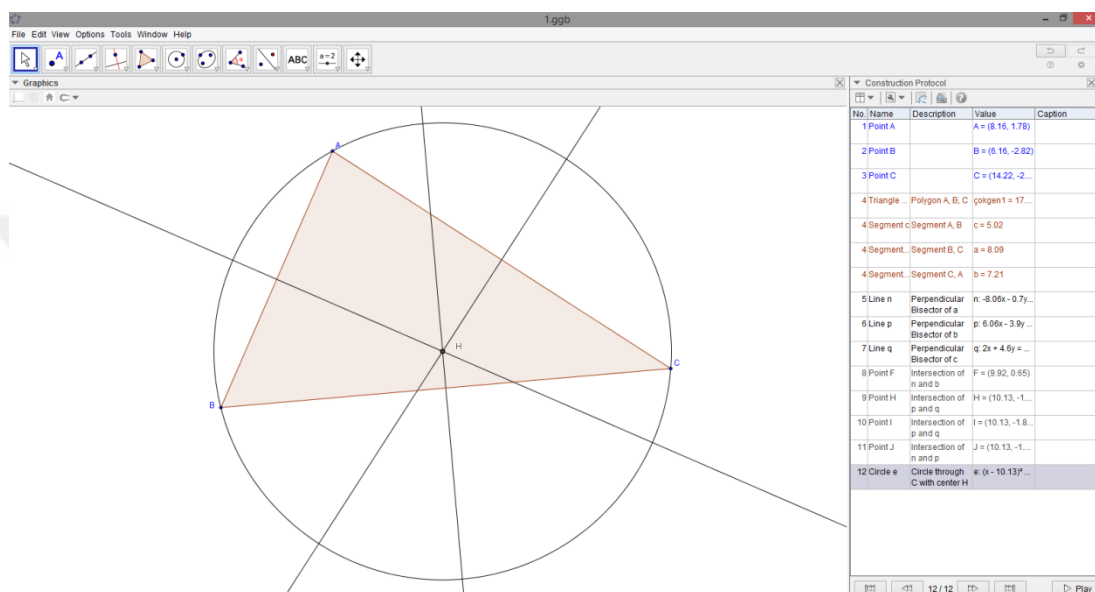 1.ggb
File Edit View Options Tools Window Help
A
ABC
a=2
Graphics
Construction Protocol
No. Name Description Value Caption
1 Point A A = (8.16, 1.78)
2 Point B B = (6.16, -2.82)
3 Point C C = (14.22, -2....
4 Triangle ... Polygon A, B, C çokgen1 = 17....
4 Segment c Segment A, B c = 5.02
4 Segment... Segment B, C a = 8.09
4 Segment... Segment C, A b = 7.21
5 Line n Perpendicular n: -8.06x - 0.7y...
Bisector of a
6 Line p Perpendicular p: 6.06x - 3.9y ...
Bisector of b
7 Line q Perpendicular q: 2x + 4.6y = ...
Bisector of c
8 Point F Intersection of F = (9.92, 0.65)
n and b
9 Point H Intersection of H = (10.13, -1....
p and q
10 Point I Intersection of I = (10.13, -1.8...
p and q
11 Point J Intersection of J = (10.13, -1....
n and p
12 Circle e Circle through e: (x - 10.13)² ...
C with center H
A
H
C
B
12 / 12
Play